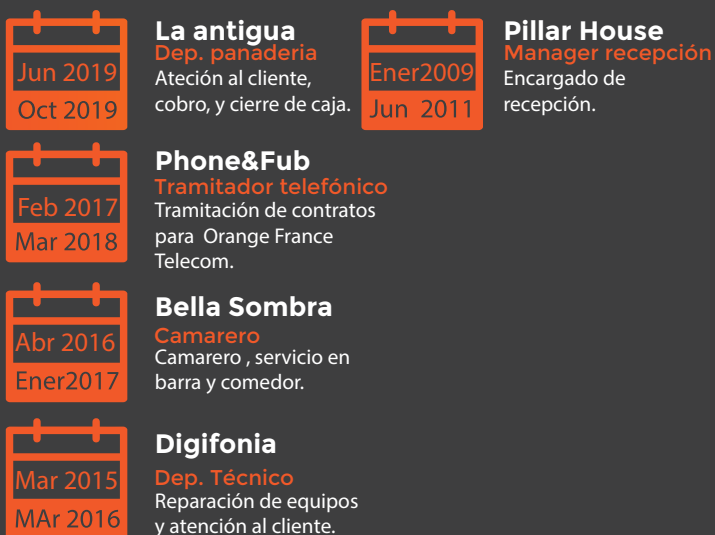 Jun 2019
Oct 2019
La antigua
Dep. panaderia
Ateción al cliente,
cobro, y cierre de caja.
Ener2009
Jun 2011
Pillar House
Manager recepción
Encargado de
recepción.
Feb 2017
Mar 2018
Phone&Fub
Tramitador telefónico
Tramitación de contratos
para Orange France
Telecom.
Abr 2016
Ener2017
Bella Sombra
Camarero
Camarero , servicio en
barra y comedor.
Mar 2015
MAr 2016
Digifonia
Dep. Técnico
Reparación de equipos
y atención al cliente.